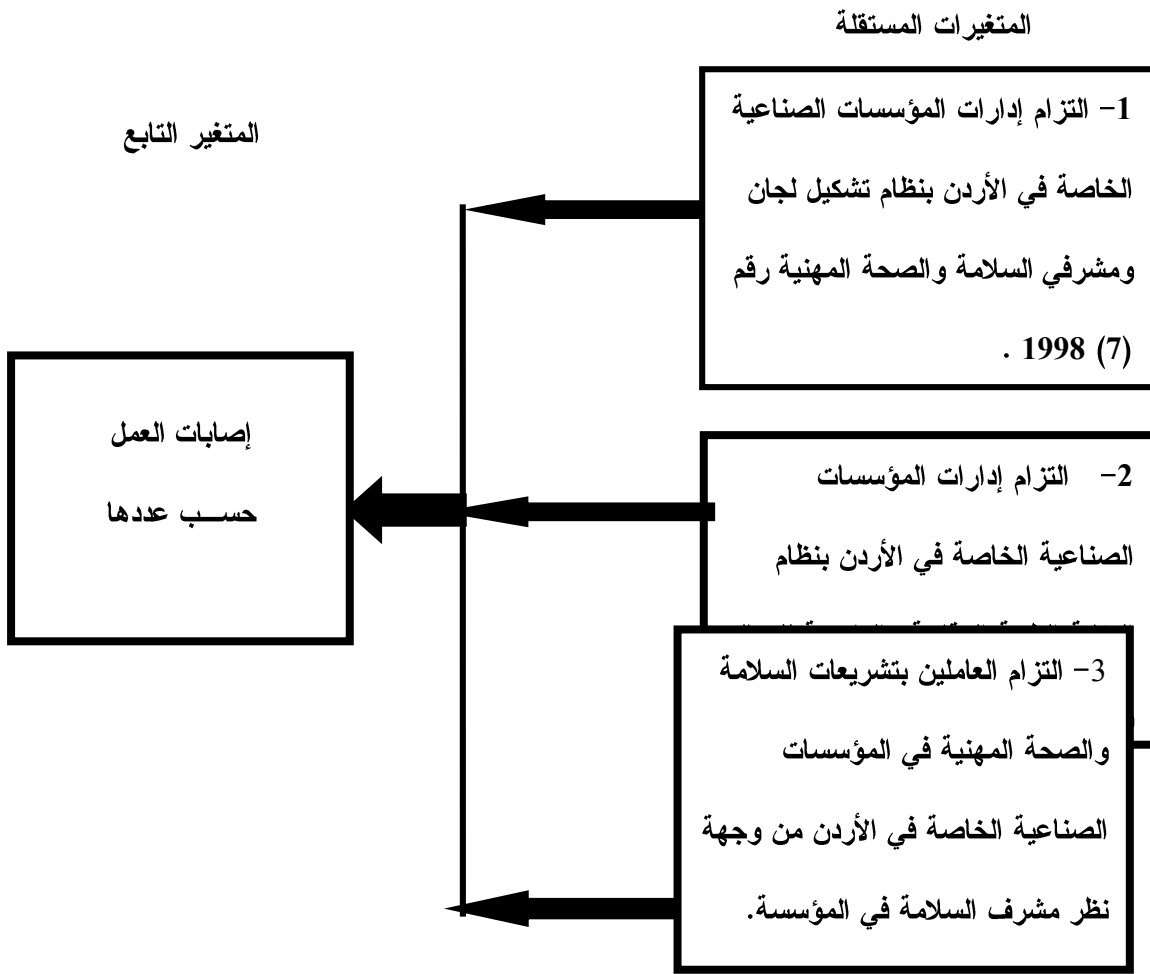 المتغيرات المستقلة
1- التزام إدارات المؤسسات الصناعية
الخاصة في الأردن بنظام تشكيل لجان
ومشرفي السلامة والصحة المهنية رقم
(7) 1998 .
2- التزام إدارات المؤسسات
الصناعية الخاصة في الأردن بنظام
3- التزام العاملين بتشريعات السلامة
والصحة المهنية في المؤسسات
الصناعية الخاصة في الأردن من وجهة
نظر مشرف السلامة في المؤسسة.
المتغير التابع
إصابات العمل
حســب عددها